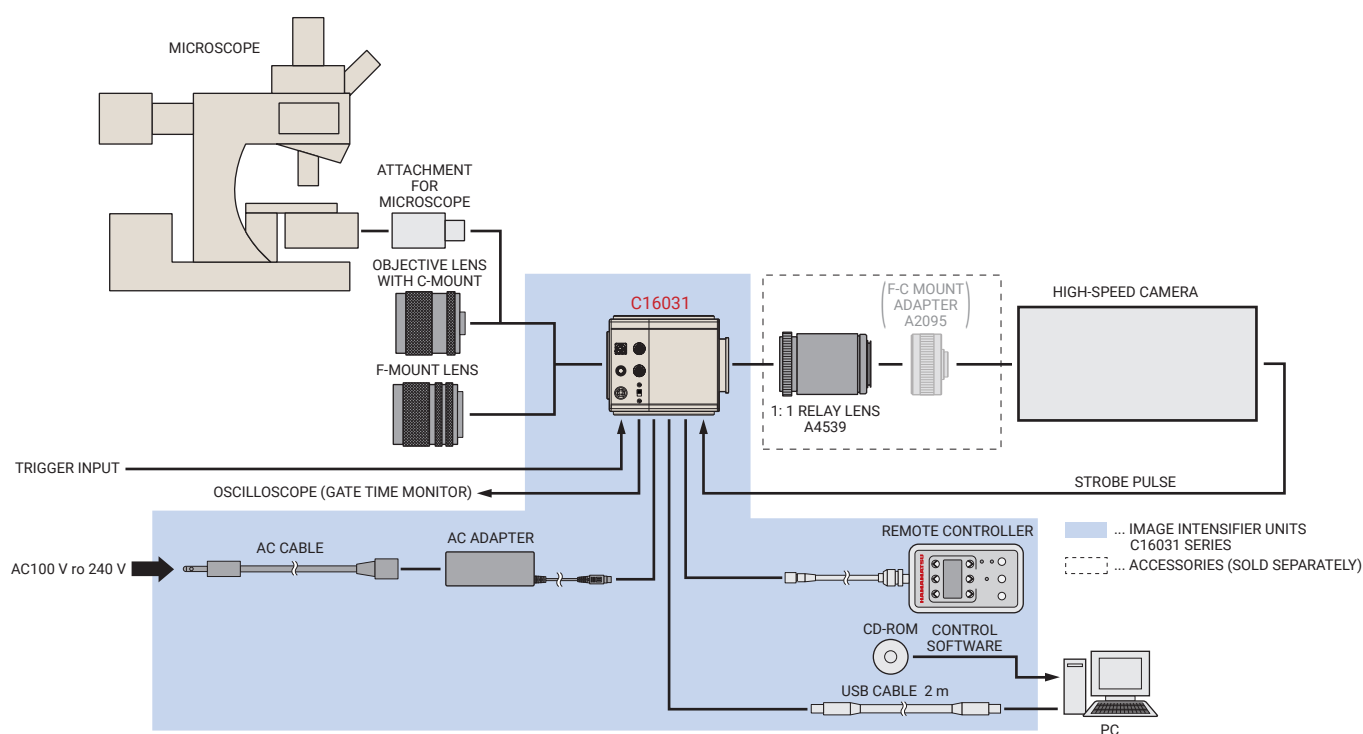 MICROSCOPE
ATTACHMENT
FOR
MICROSCOPE
OBJECTIVE LENS
WITH C-MOUNT
F-MOUNT LENS
C16031
(F-C MOUNT
ADAPTER
A2095)
1: 1 RELAY LENS
A4539
HIGH-SPEED CAMERA
TRIGGER INPUT
OSCILLOSCOPE (GATE TIME MONITOR)
STROBE PULSE
AC100 V ro 240 V
AC CABLE
AC ADAPTER
REMOTE CONTROLLER
HAMAMATSU
... IMAGE INTENSIFIER UNITS
C16031 SERIES
... ACCESSORIES (SOLD SEPARATELY)
CD-ROM
CONTROL
SOFTWARE
USB CABLE 2 m
PC